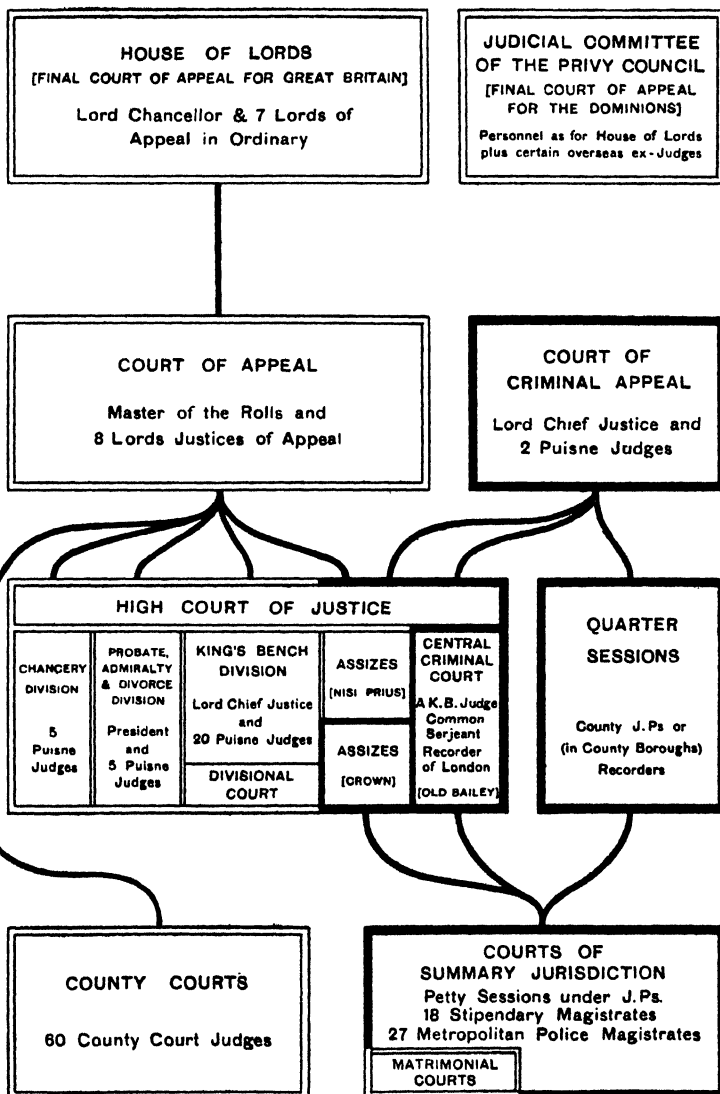 HOUSE OF LORDS
[FINAL COURT OF APPEAL FOR GREAT BRITAIN]
Lord Chancellor & 7 Lords of
Appeal in Ordinary
JUDICIAL COMMITTEE
OF THE PRIVY COUNCIL
[FINAL COURT OF APPEAL
FOR THE DOMINIONS]
Personnel as for House of Lords
plus certain overseas ex-Judges
COURT OF APPEAL
Master of the Rolls and
8 Lords Justices of Appeal
COURT OF
CRIMINAL APPEAL
Lord Chief Justice and
2 Puisne Judges
HIGH COURT OF JUSTICE
CHANCERY
DIVISION
5
Puisne
Judges
PROBATE,
ADMIRALTY
& DIVORCE
DIVISION
President
and
5 Puisne
Judges
KING'S BENCH
DIVISION
Lord Chief Justice
and
20 Puisne Judges
DIVISIONAL
COURT
ASSIZES
[NISI PRIUS]
ASSIZES
[CROWN]
CENTRAL
CRIMINAL
COURT
A K.B. Judge
Common
Serjeant
Recorder
of London
[OLD BAILEY]
QUARTER
SESSIONS
County J.Ps or
(in County Boroughs)
Recorders
COUNTY COURTS
60 County Court Judges
COURTS OF
SUMMARY JURISDICTION
Petty Sessions under J.Ps.
18 Stipendary Magistrates
27 Metropolitan Police Magistrates
MATRIMONIAL
COURTS